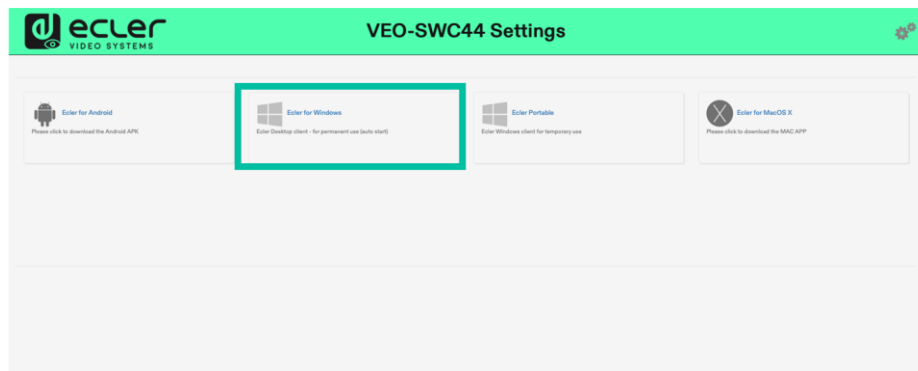 ecler
VIDEO SYSTEMS
VEO-SWC44 Settings
Ecler for Android
Please click to download the Android APK
Ecler for Windows
Ecler Desktop client - for permanent use (auto start)
Ecler Portable
Ecler Windows client for temporary use
Ecler for MacOS X
Please click to download the MAC APP